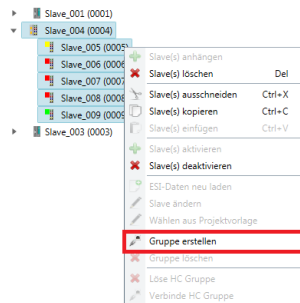 Slave_001 (0001)
Slave_004 (0004)
Slave_005 (0005)
Slave_006 (0006
Slave_007 (0007
Slave_008 (0008
Slave_009 (0009
Slave_003 (0003)
Slave(s) anhängen
Slave(s) löschen Del
Slave(s) ausschneiden Ctrl+X
Slave(s) kopieren Ctrl+C
Slave(s) einfügen Ctrl+V
Slave(s) aktivieren
Slave(s) deaktivieren
ESI-Daten neu laden
Slave ändern
Wählen aus Projektvorlage
Gruppe erstellen
Gruppe löschen
Löse HC Gruppe
Verbinde HC Gruppe